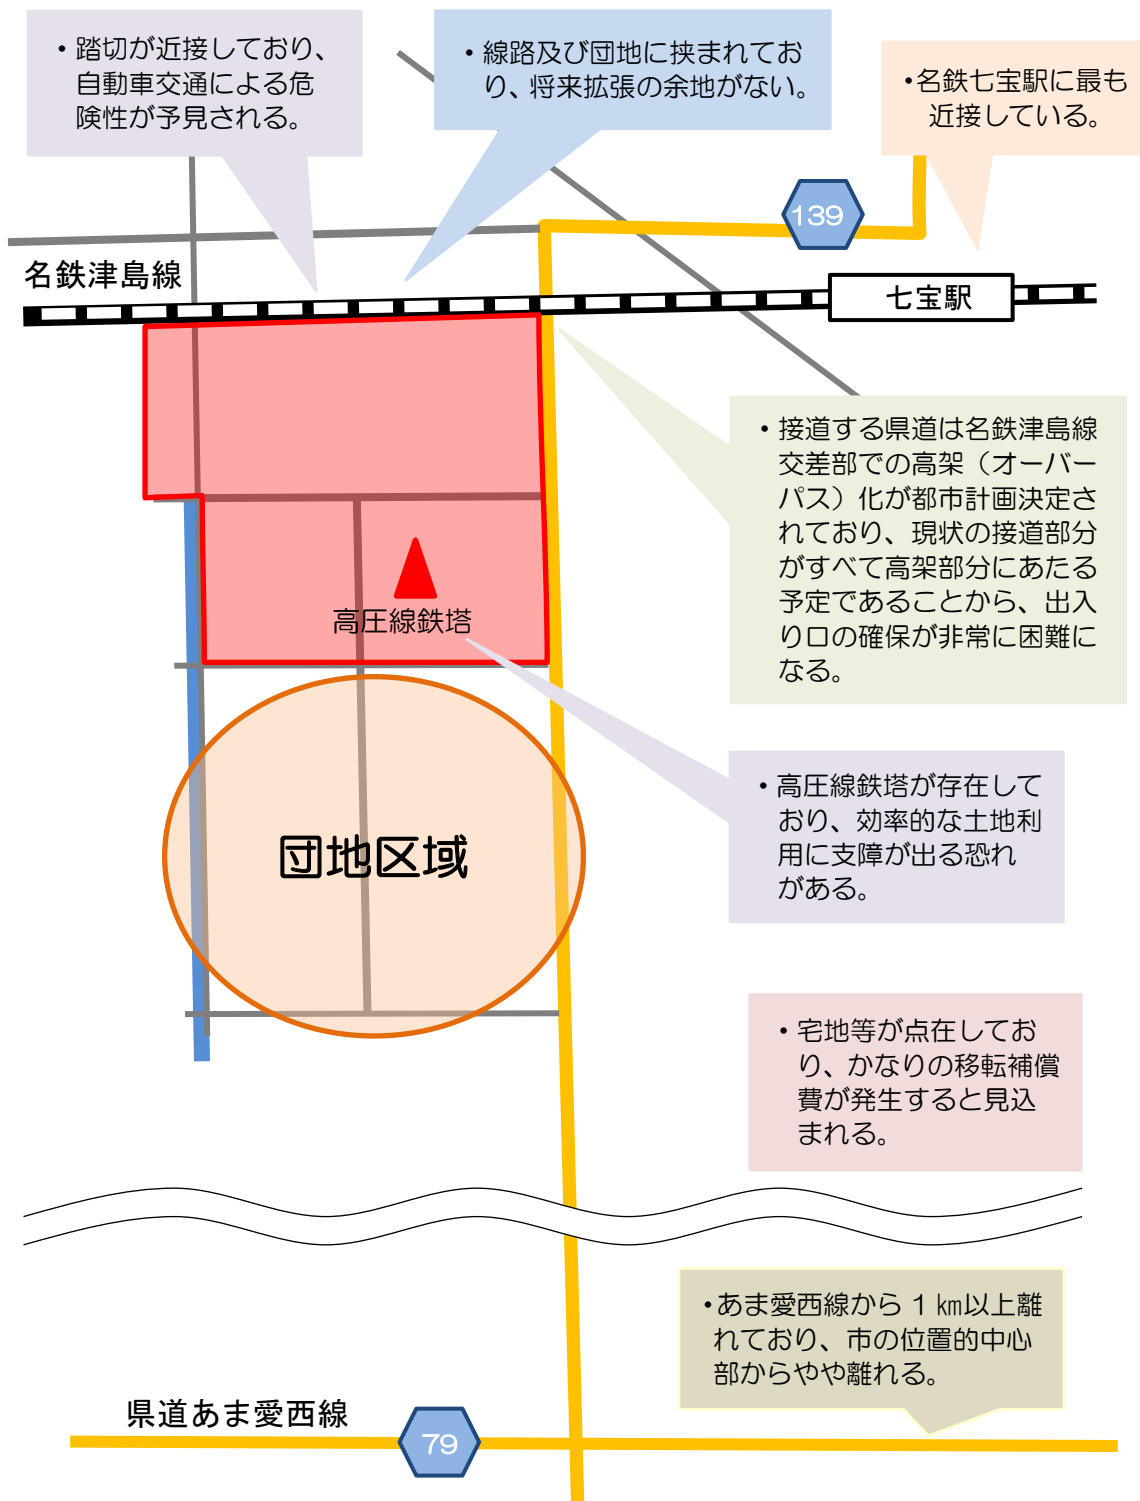 ・踏切が近接しており、
自動車交通による危
険性が予見される。
・線路及び団地に挟まれてお
り、将来拡張の余地がない。
・名鉄七宝駅に最も
近接している。
139
名鉄津島線
七宝駅
・接道する県道は名鉄津島線
交差部での高架（オーバー
パス）化が都市計画決定さ
れており、現状の接道部分
がすべて高架部分にあたる
予定であることから、出入
り口の確保が非常に困難に
なる。
高圧線鉄塔
・高圧線鉄塔が存在して
おり、効率的な土地利
用に支障が出る恐れ
がある。
団地区域
・宅地等が点在してお
り、かなりの移転補償
費が発生すると見込
まれる。
・あま愛西線から１㎞以上離
れており、市の位置的中心
部からやや離れる。
県道あま愛西線
79